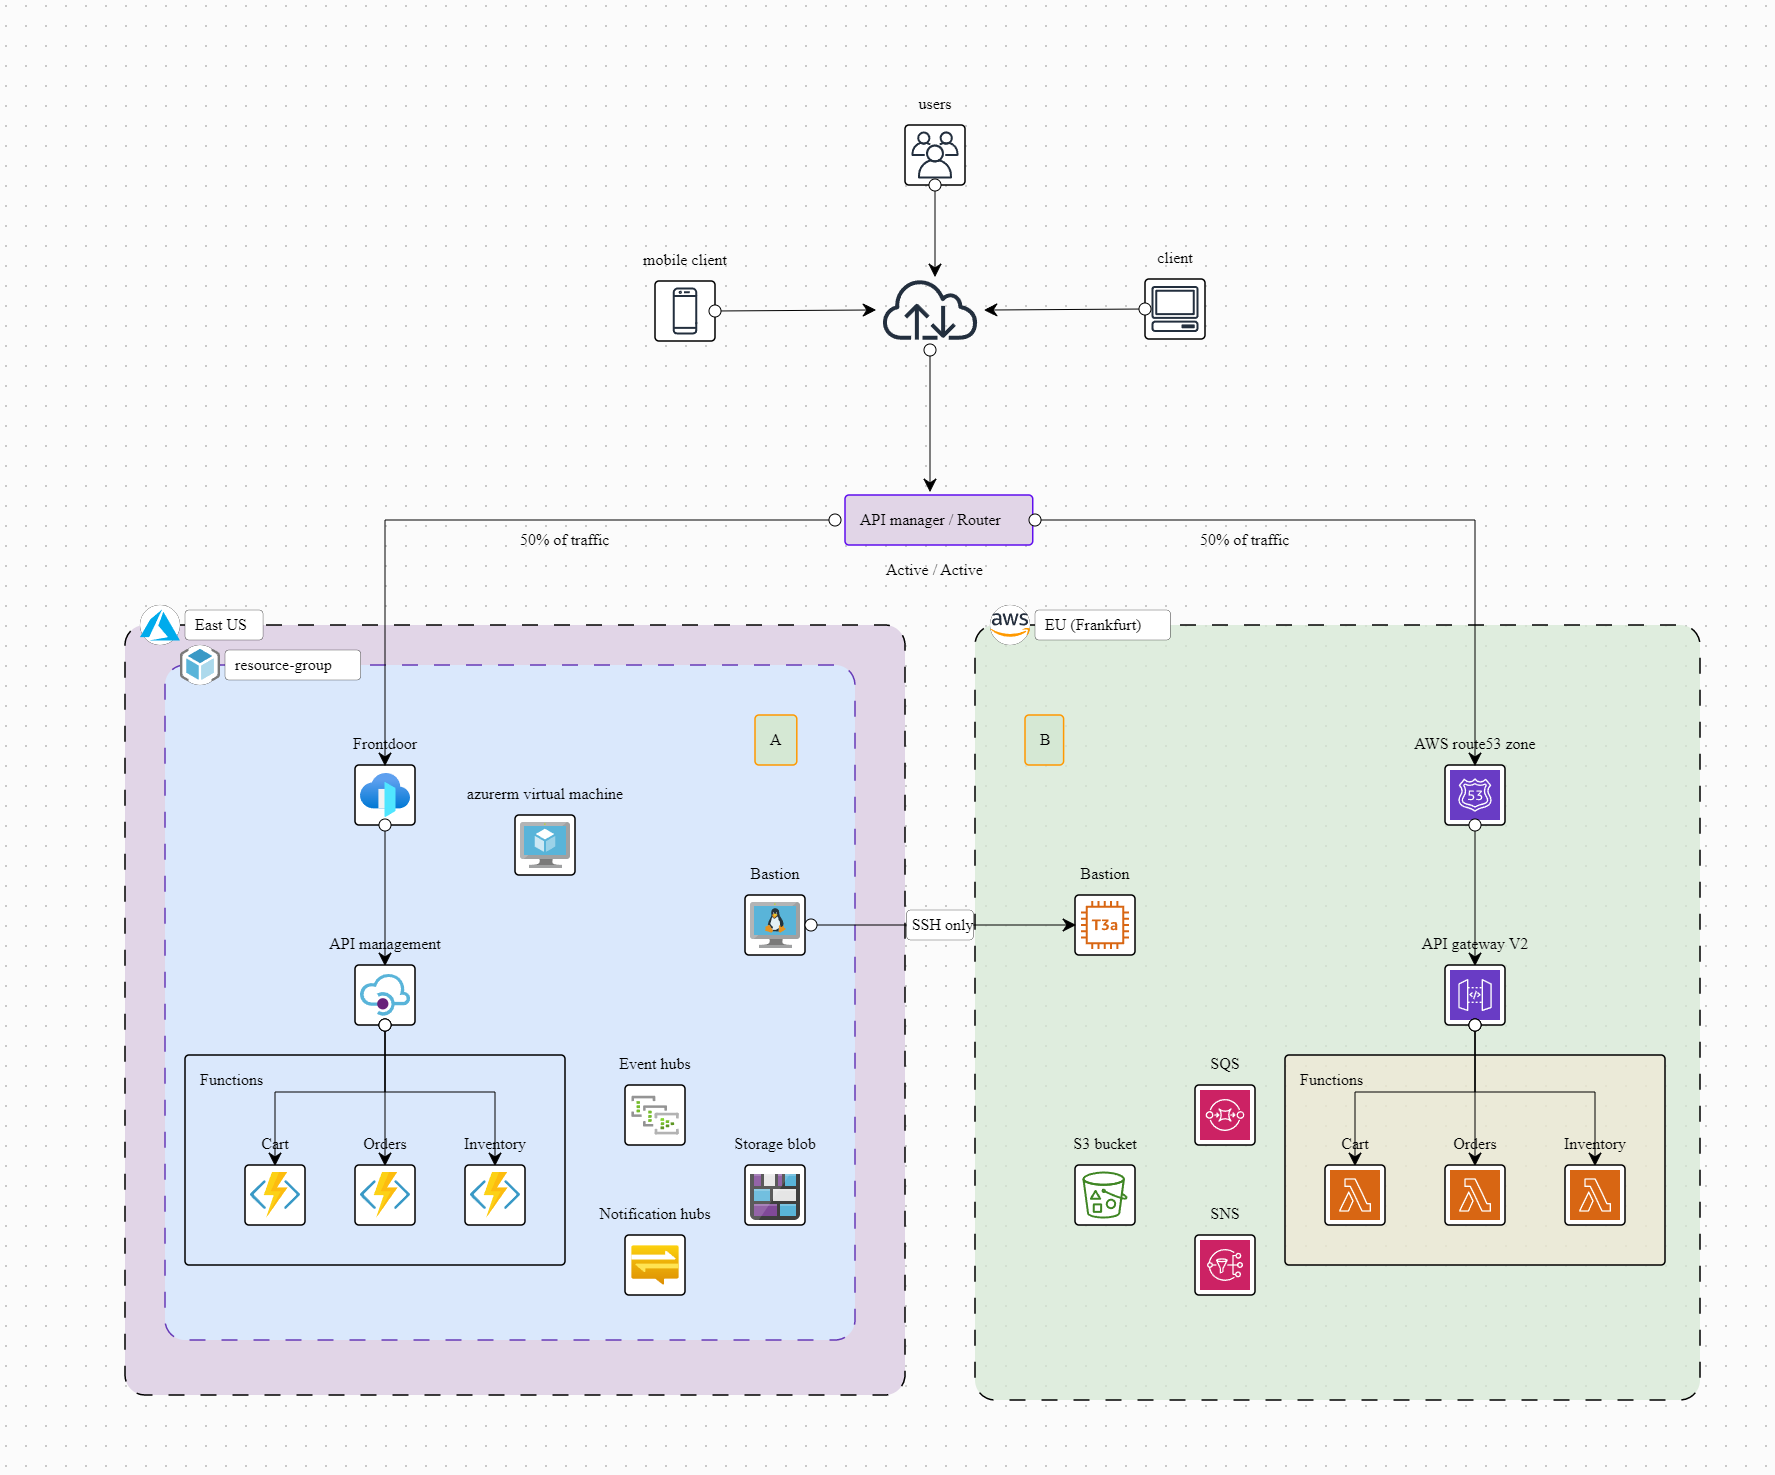 users
mobile client
client
API manager / Router
50% of traffic
50% of traffic
Active / Active
East US
aws
EU (Frankfurt)
resource-group
A
B
Frontdoor
AWS route53 zone
53
azurerm virtual machine
Bastion
SSH only
Bastion
T3a
API management
API gateway V2
</>
Functions
Cart
Orders
Inventory
Event hubs
Storage blob
Notification hubs
SQS
S3 bucket
SNS
Functions
Cart
Orders
Inventory